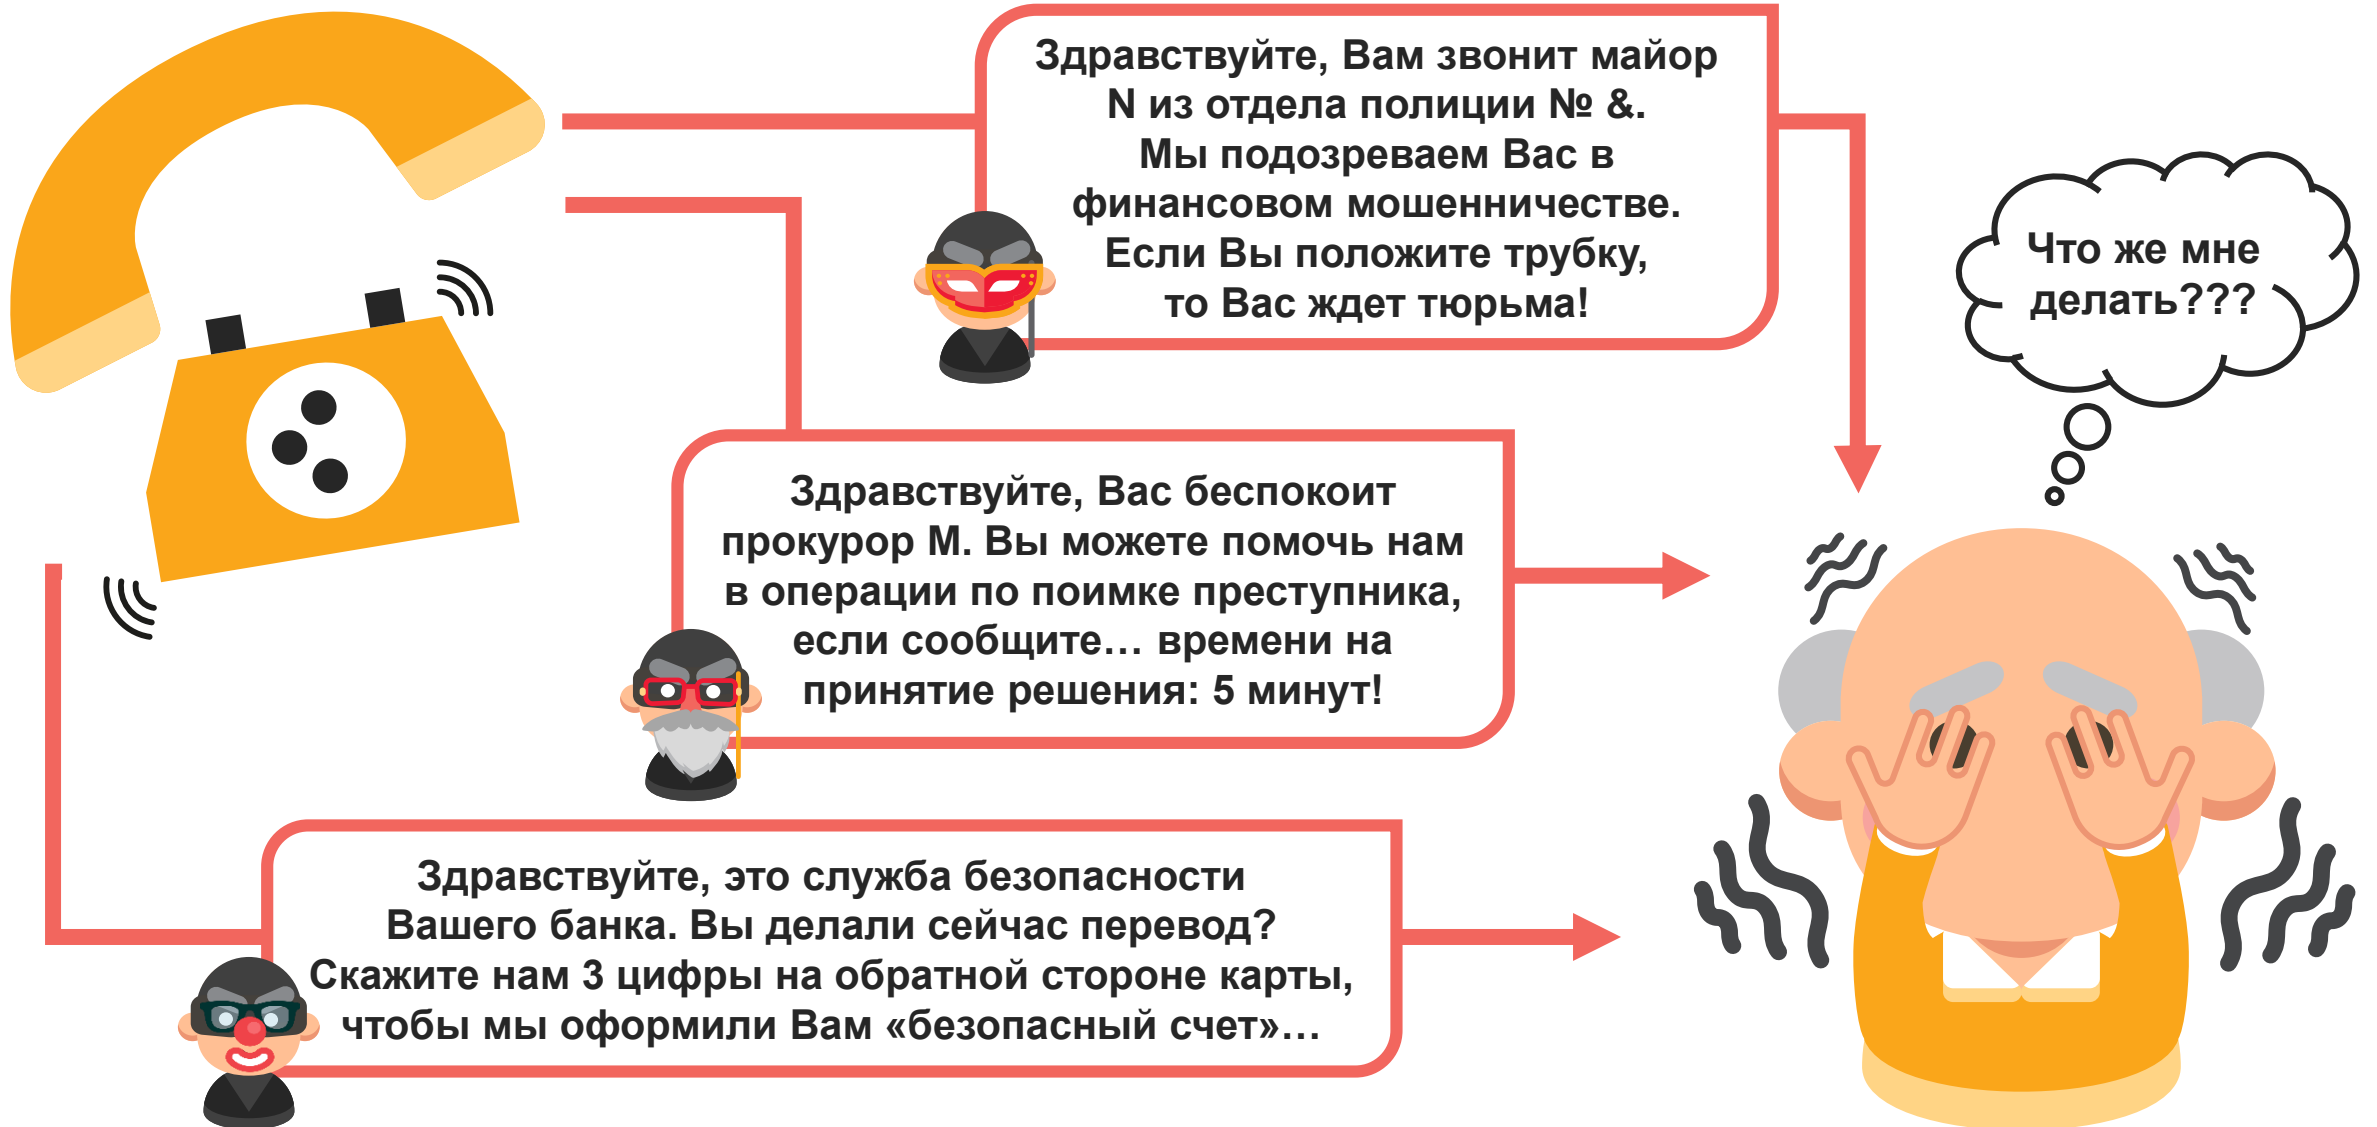 Здравствуйте, Вам звонит майор
N из отдела полиции № &.
Мы подозреваем Вас в
финансовом мошенничестве.
Если Вы положите трубку,
то Вас ждет тюрьма!
Что же мне
делать???
Здравствуйте, Вас беспокоит
прокурор М. Вы можете помочь нам
в операции по поимке преступника,
если сообщите… времени на
принятие решения: 5 минут!
Здравствуйте, это служба безопасности
Вашего банка. Вы делали сейчас перевод?
Скажите нам 3 цифры на обратной стороне карты,
чтобы мы оформили Вам «безопасный счет»…